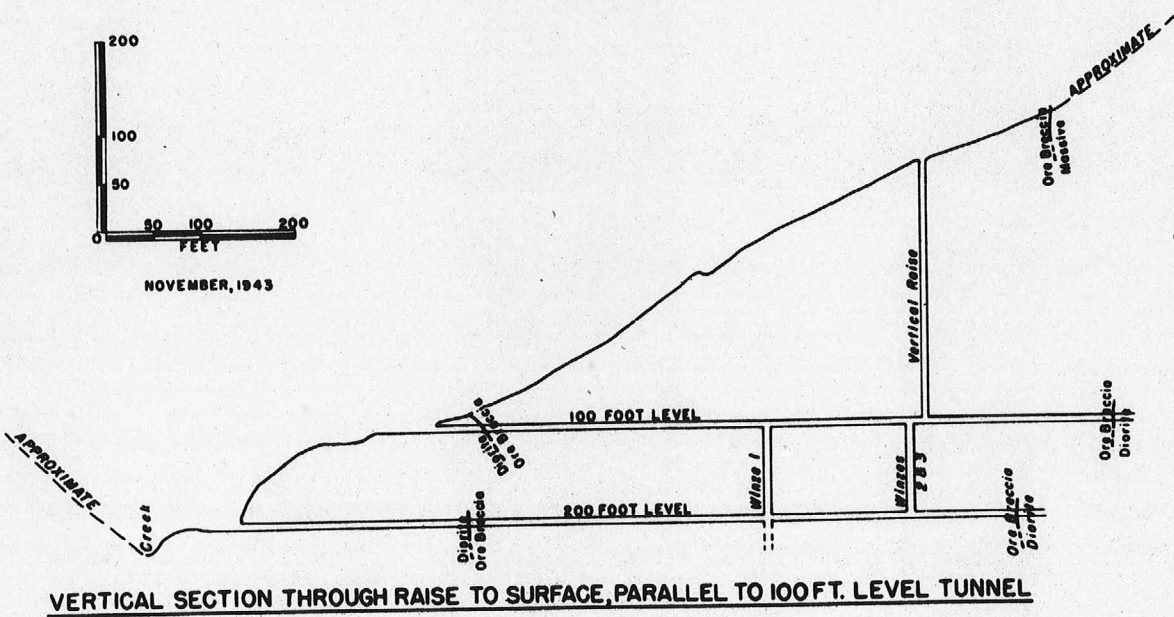 200
100
50
0
50 100 200
FEET
NOVEMBER, 1943
APPROXIMATE
Ore Breccia
Massive
Vertical Raise
100 FOOT LEVEL
Diorite
Ore Breccia
Ore Breccia
Diorite
APPROXIMATE
Creek
Winze 1
Winzes
2 & 3
200 FOOT LEVEL
Diorite
Ore Breccia
Ore Breccia
Diorite
VERTICAL SECTION THROUGH RAISE TO SURFACE, PARALLEL TO 100 FT. LEVEL TUNNEL